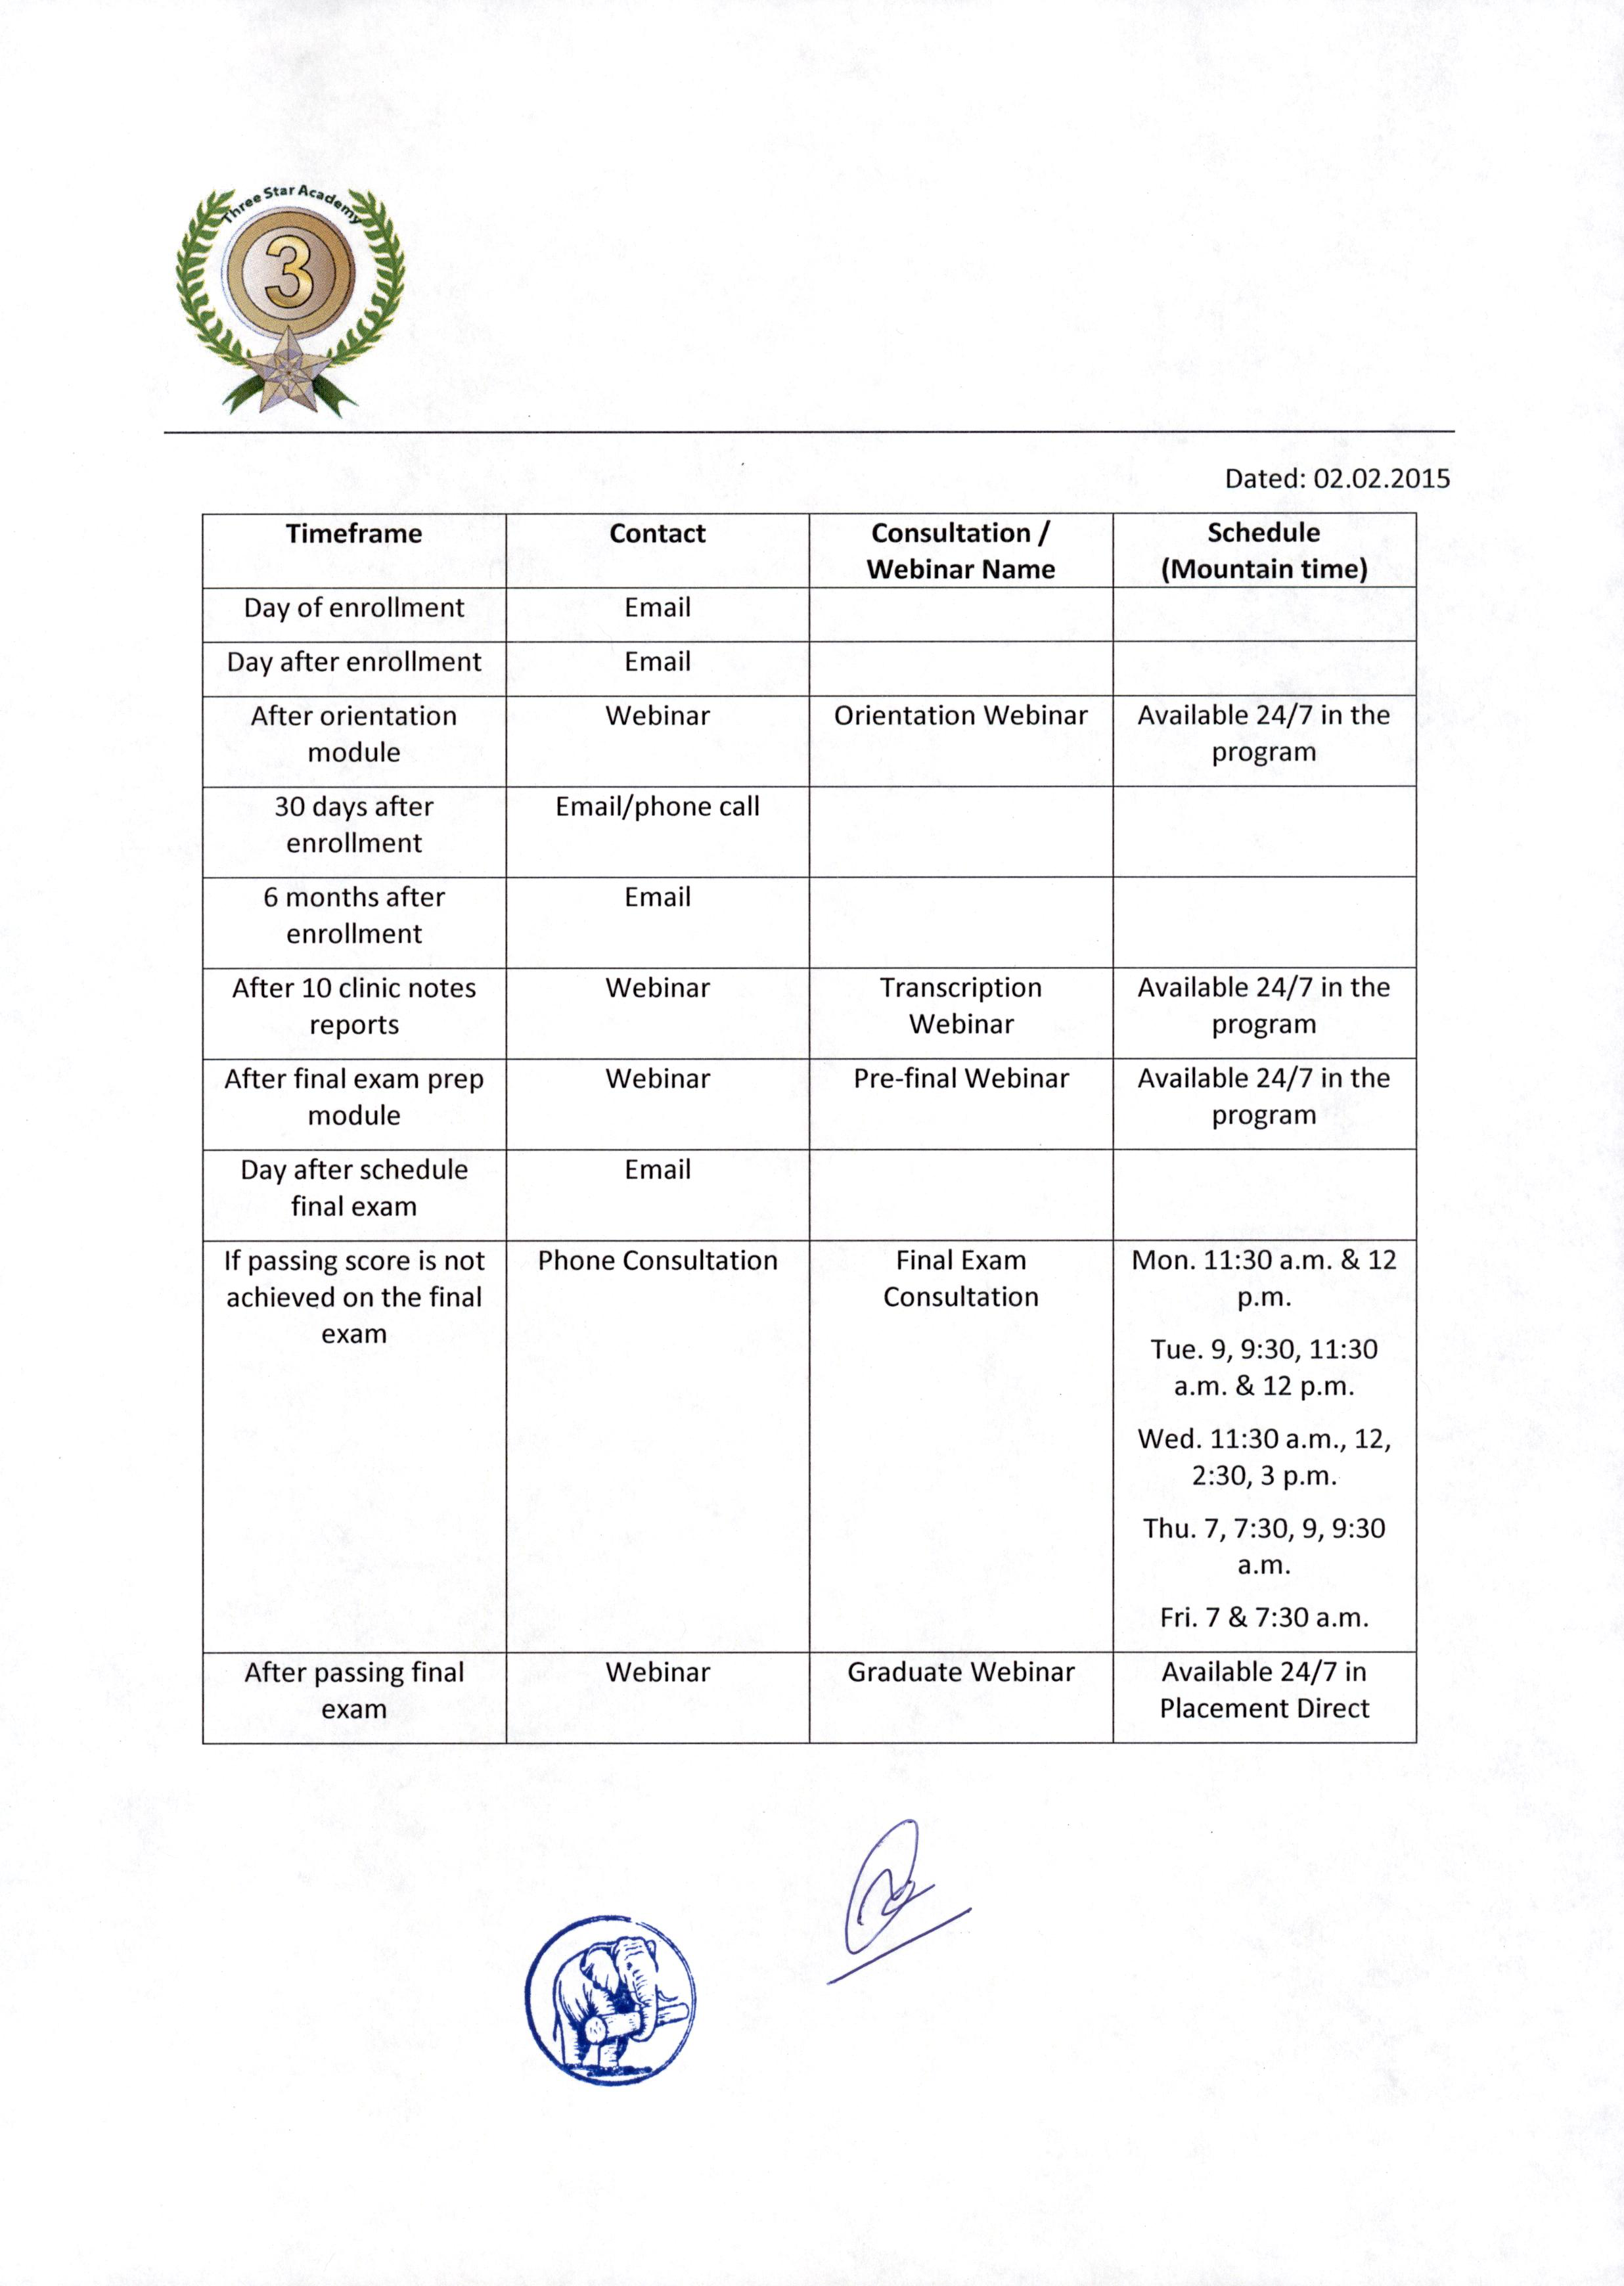 Three Star Academy
3
Dated: 02.02.2015
Timeframe Contact Consultation / Schedule
Webinar Name (Mountain time)
Day of enrollment Email
Day after enrollment Email
After orientation Webinar Orientation Webinar Available 24/7 in the
module program
30 days after Email/phone call
enrollment
6 months after Email
enrollment
After 10 clinic notes Webinar Transcription Available 24/7 in the
reports Webinar program
After final exam prep Webinar Pre-final Webinar Available 24/7 in the
module program
Day after schedule Email
final exam
If passing score is not Phone Consultation Final Exam Mon. 11:30 a.m. & 12
achieved on the final Consultation p.m.
exam
Tue. 9, 9:30, 11:30
a.m. & 12 p.m.
Wed. 11:30 a.m., 12,
2:30, 3 p.m.
Thu. 7, 7:30, 9, 9:30
a.m.
Fri. 7 & 7:30 a.m.
After passing final Webinar Graduate Webinar Available 24/7 in
exam Placement Direct